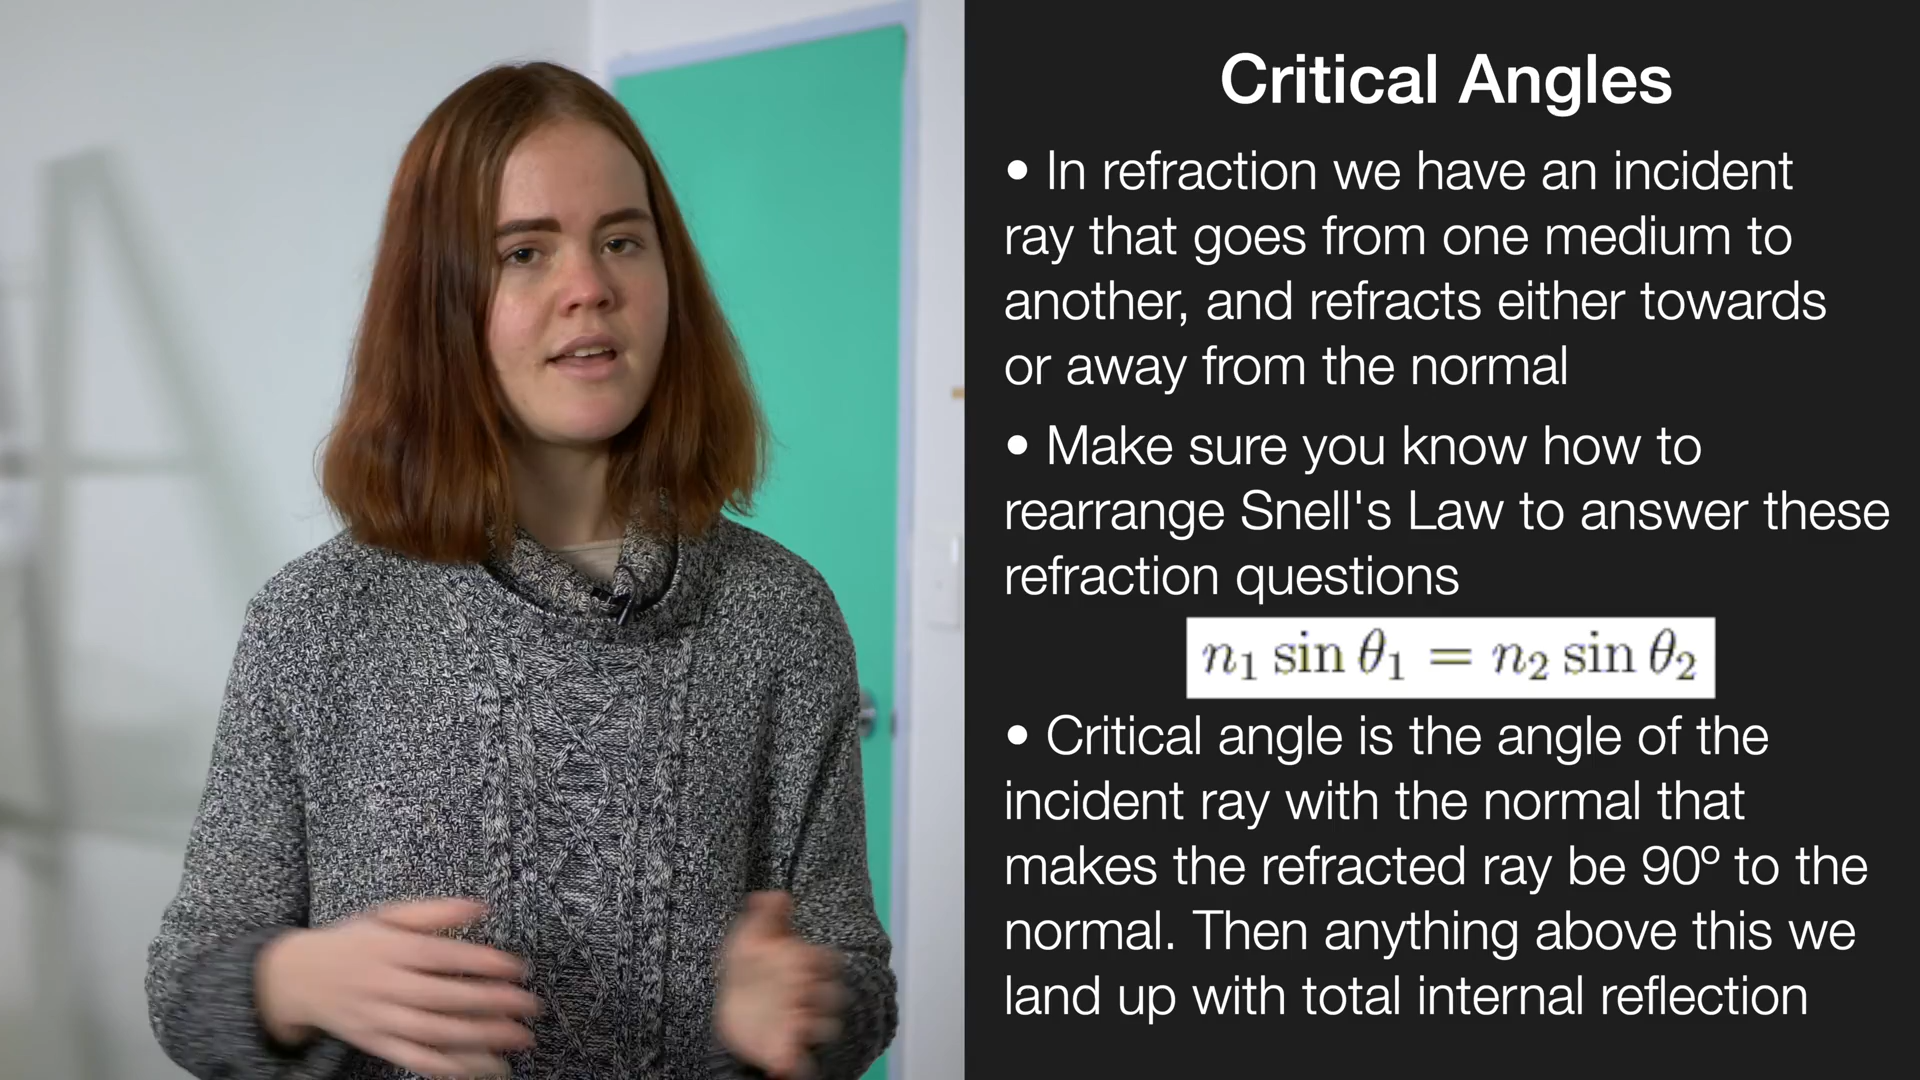 Critical Angles
• In refraction we have an incident
ray that goes from one medium to
another, and refracts either towards
or away from the normal
• Make sure you know how to
rearrange Snell's Law to answer these
refraction questions
n₁ sin θ₁ = n₂ sin θ₂
• Critical angle is the angle of the
incident ray with the normal that
makes the refracted ray be 90º to the
normal. Then anything above this we
land up with total internal reflection